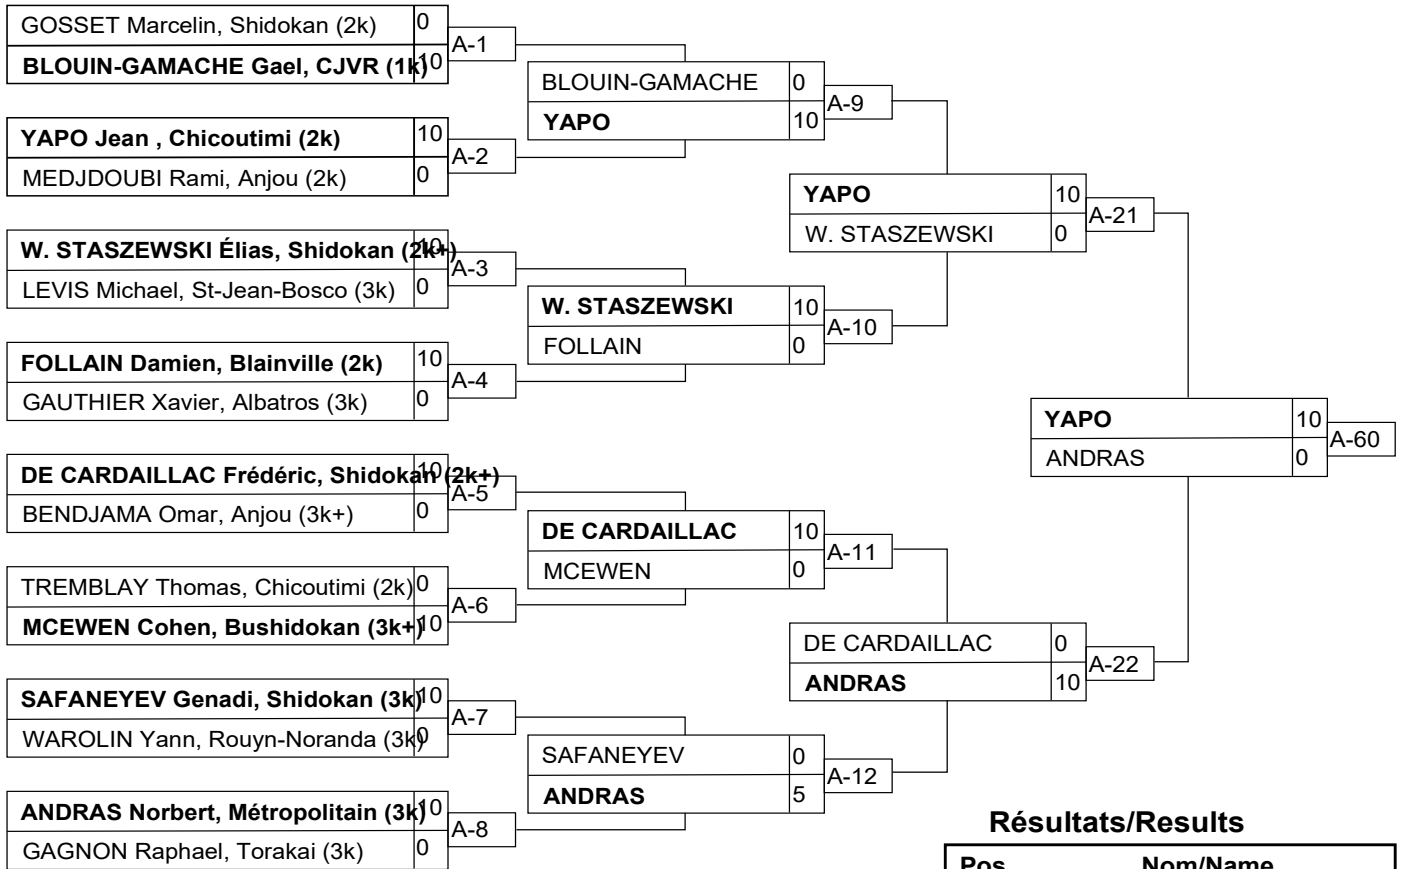 GOSSET Marcelin, Shidokan (2k) 0
A-1
BLOUIN-GAMACHE Gael, CJVR (1k) 10
BLOUIN-GAMACHE 0
A-9
YAPO 10
YAPO Jean , Chicoutimi (2k) 10
A-2
MEDJDOUBI Rami, Anjou (2k) 0
YAPO 10
A-21
W. STASZEWSKI 0
W. STASZEWSKI Élias, Shidokan (2k+) 10
A-3
LEVIS Michael, St-Jean-Bosco (3k) 0
W. STASZEWSKI 10
A-10
FOLLAIN 0
FOLLAIN Damien, Blainville (2k) 10
A-4
GAUTHIER Xavier, Albatros (3k) 0
YAPO 10
A-60
ANDRAS 0
DE CARDAILLAC Frédéric, Shidokan (2k+) 10
A-5
BENDJAMA Omar, Anjou (3k+) 0
DE CARDAILLAC 10
A-11
MCEWEN 0
TREMBLAY Thomas, Chicoutimi (2k) 0
A-6
MCEWEN Cohen, Bushidokan (3k+) 10
DE CARDAILLAC 0
A-22
ANDRAS 10
SAFANEYEV Genadi, Shidokan (3k) 10
A-7
WAROLIN Yann, Rouyn-Noranda (3k) 0
SAFANEYEV 0
A-12
ANDRAS 5
ANDRAS Norbert, Métropolitain (3k) 10
A-8
GAGNON Raphael, Torakai (3k) 0
Résultats/Results
Pos Nom/Name